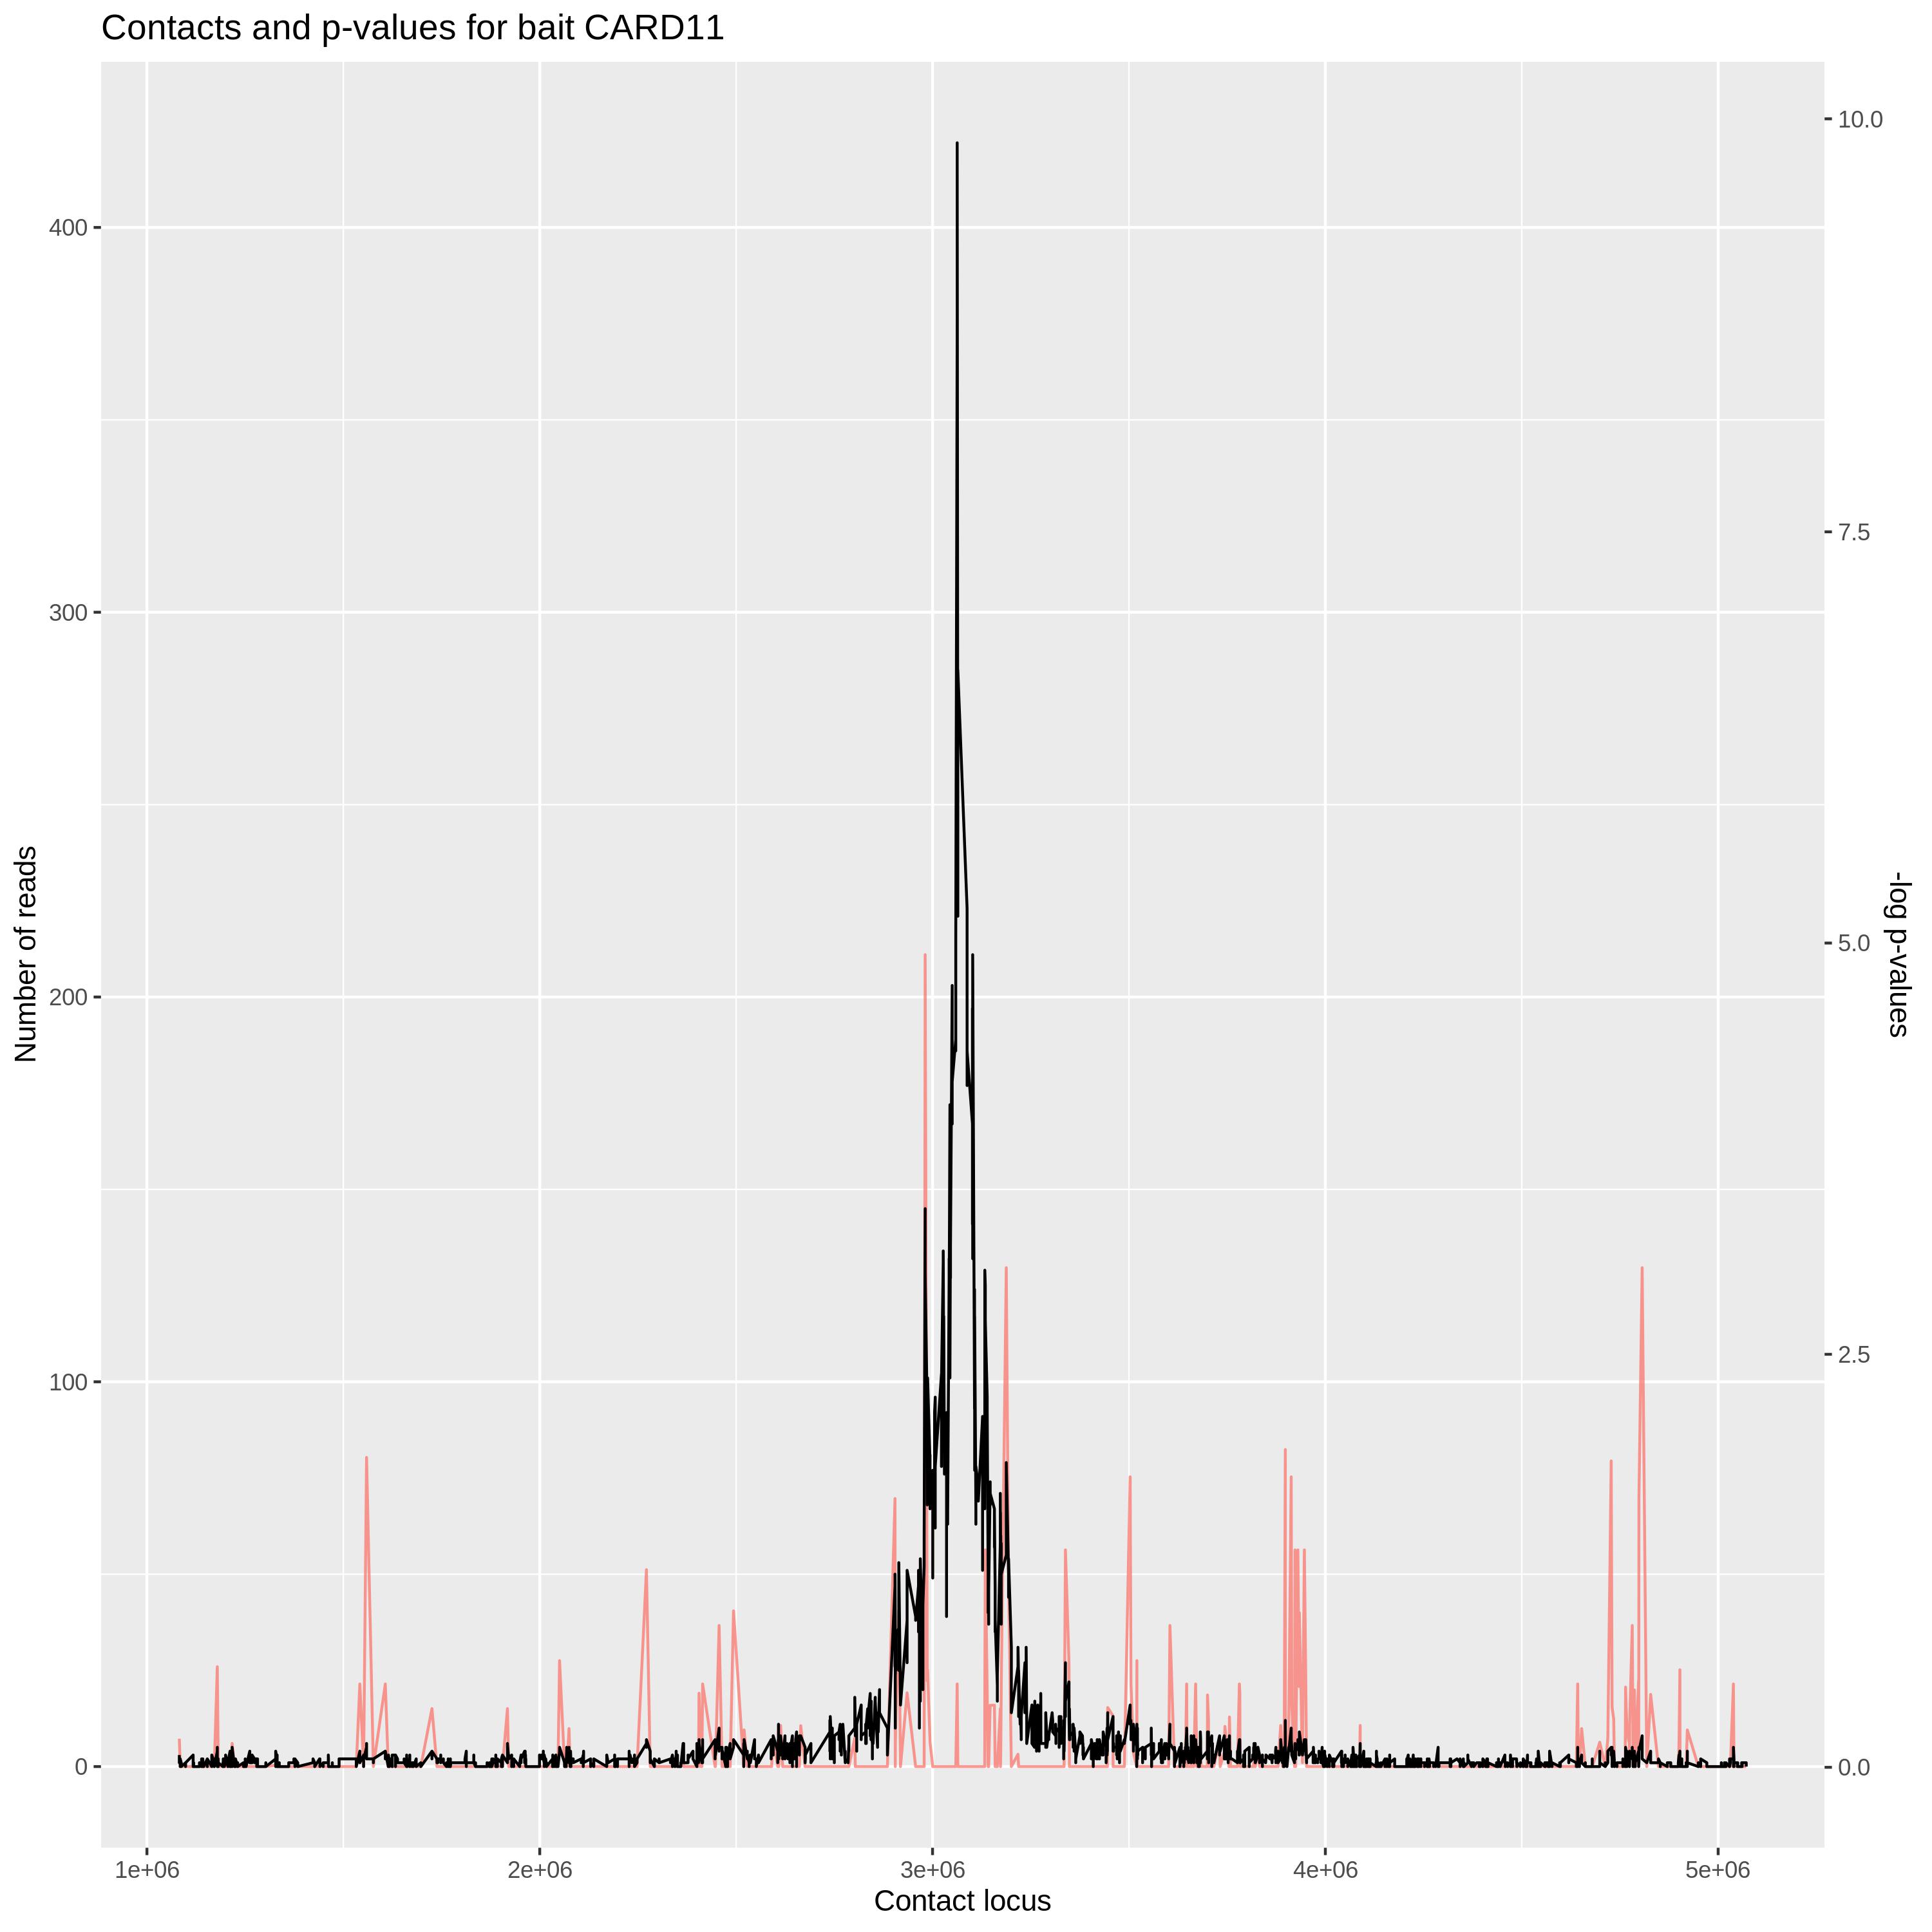 Contacts and p-values for bait CARD11
Number of reads
400
300
200
100
0
10.0
7.5
5.0
2.5
0.0
-log p-values
1e+06
2e+06
3e+06
4e+06
5e+06
Contact locus